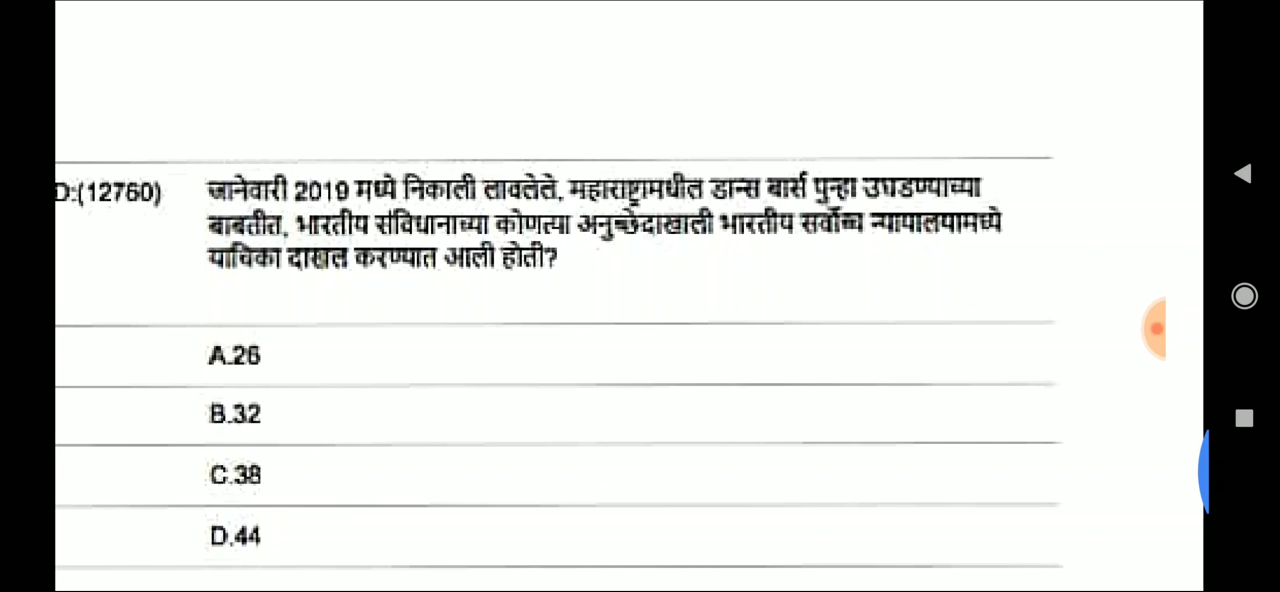 D:(12760) जानेवारी 2019 मध्ये निकाली लावलेले, महाराष्ट्रामधील डान्स बार्स पुन्हा उघडण्याच्या
बाबतीत, भारतीय संविधानाच्या कोणत्या अनुच्छेदाखाली भारतीय सर्वोच्च न्यायालयामध्ये
याचिका दाखल करण्यात आली होती?
A.26
B.32
C.38
D.44